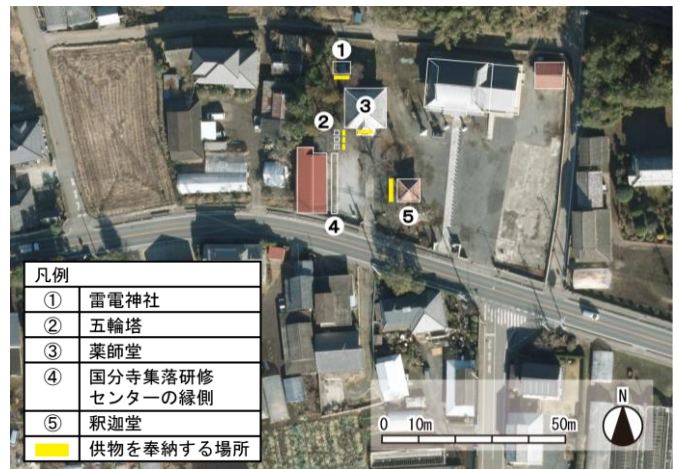 ①
③
②
⑤
④
凡例
① 雷電神社
② 五輪塔
③ 薬師堂
④ 国分寺集落研修
センターの縁側
⑤ 釈迦堂
供物を奉納する場所
N
0 10m 50m